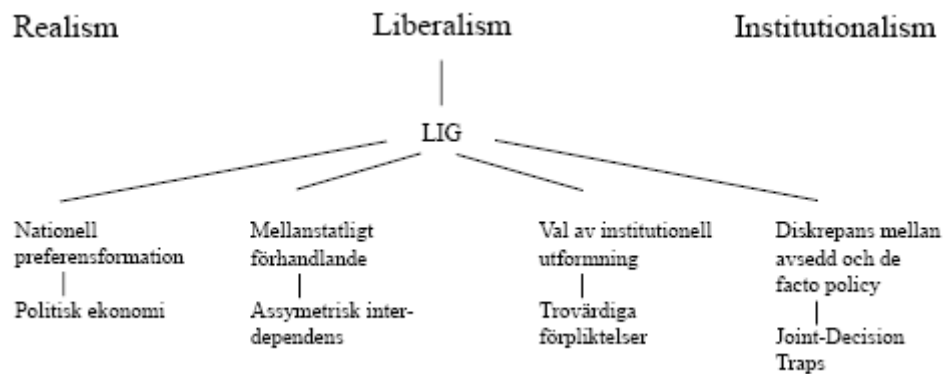 Realism
Liberalism
Institutionalism
LIG
Nationell
preferensformation
Politisk ekonomi
Mellanstatligt
förhandlande
Assymetrisk inter-
dependens
Val av institutionell
utformning
Trovärdiga
förpliktelser
Diskrepans mellan
avsedd och de
facto policy
Joint-Decision
Traps